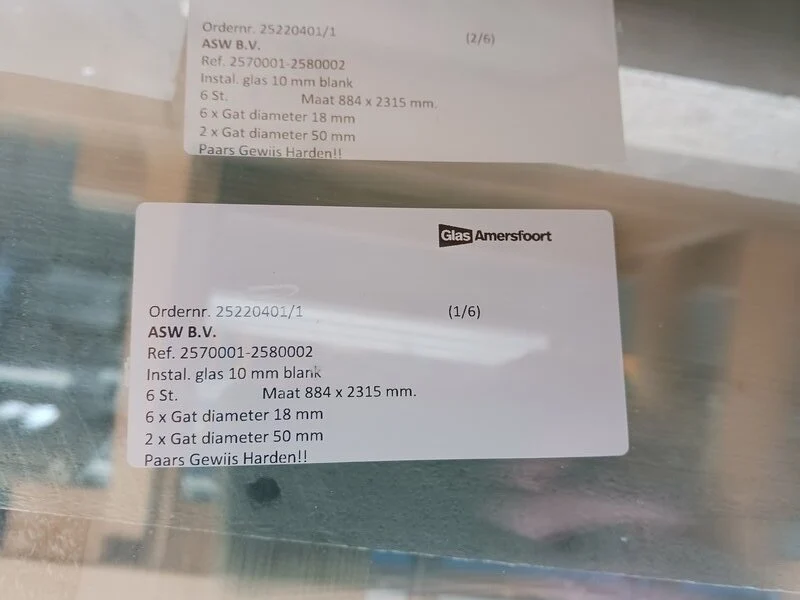 Ordernr. 25220401/1 (2/6)
ASW B.V.
Ref. 2570001-2580002
Instal. glas 10 mm blank
6 St. Maat 884 x 2315 mm.
6 x Gat diameter 18 mm
2 x Gat diameter 50 mm
Paars Gewijs Harden!!
Glas Amersfoort
Ordernr. 25220401/1 (1/6)
ASW B.V.
Ref. 2570001-2580002
Instal. glas 10 mm blank
6 St. Maat 884 x 2315 mm.
6 x Gat diameter 18 mm
2 x Gat diameter 50 mm
Paars Gewijs Harden!!